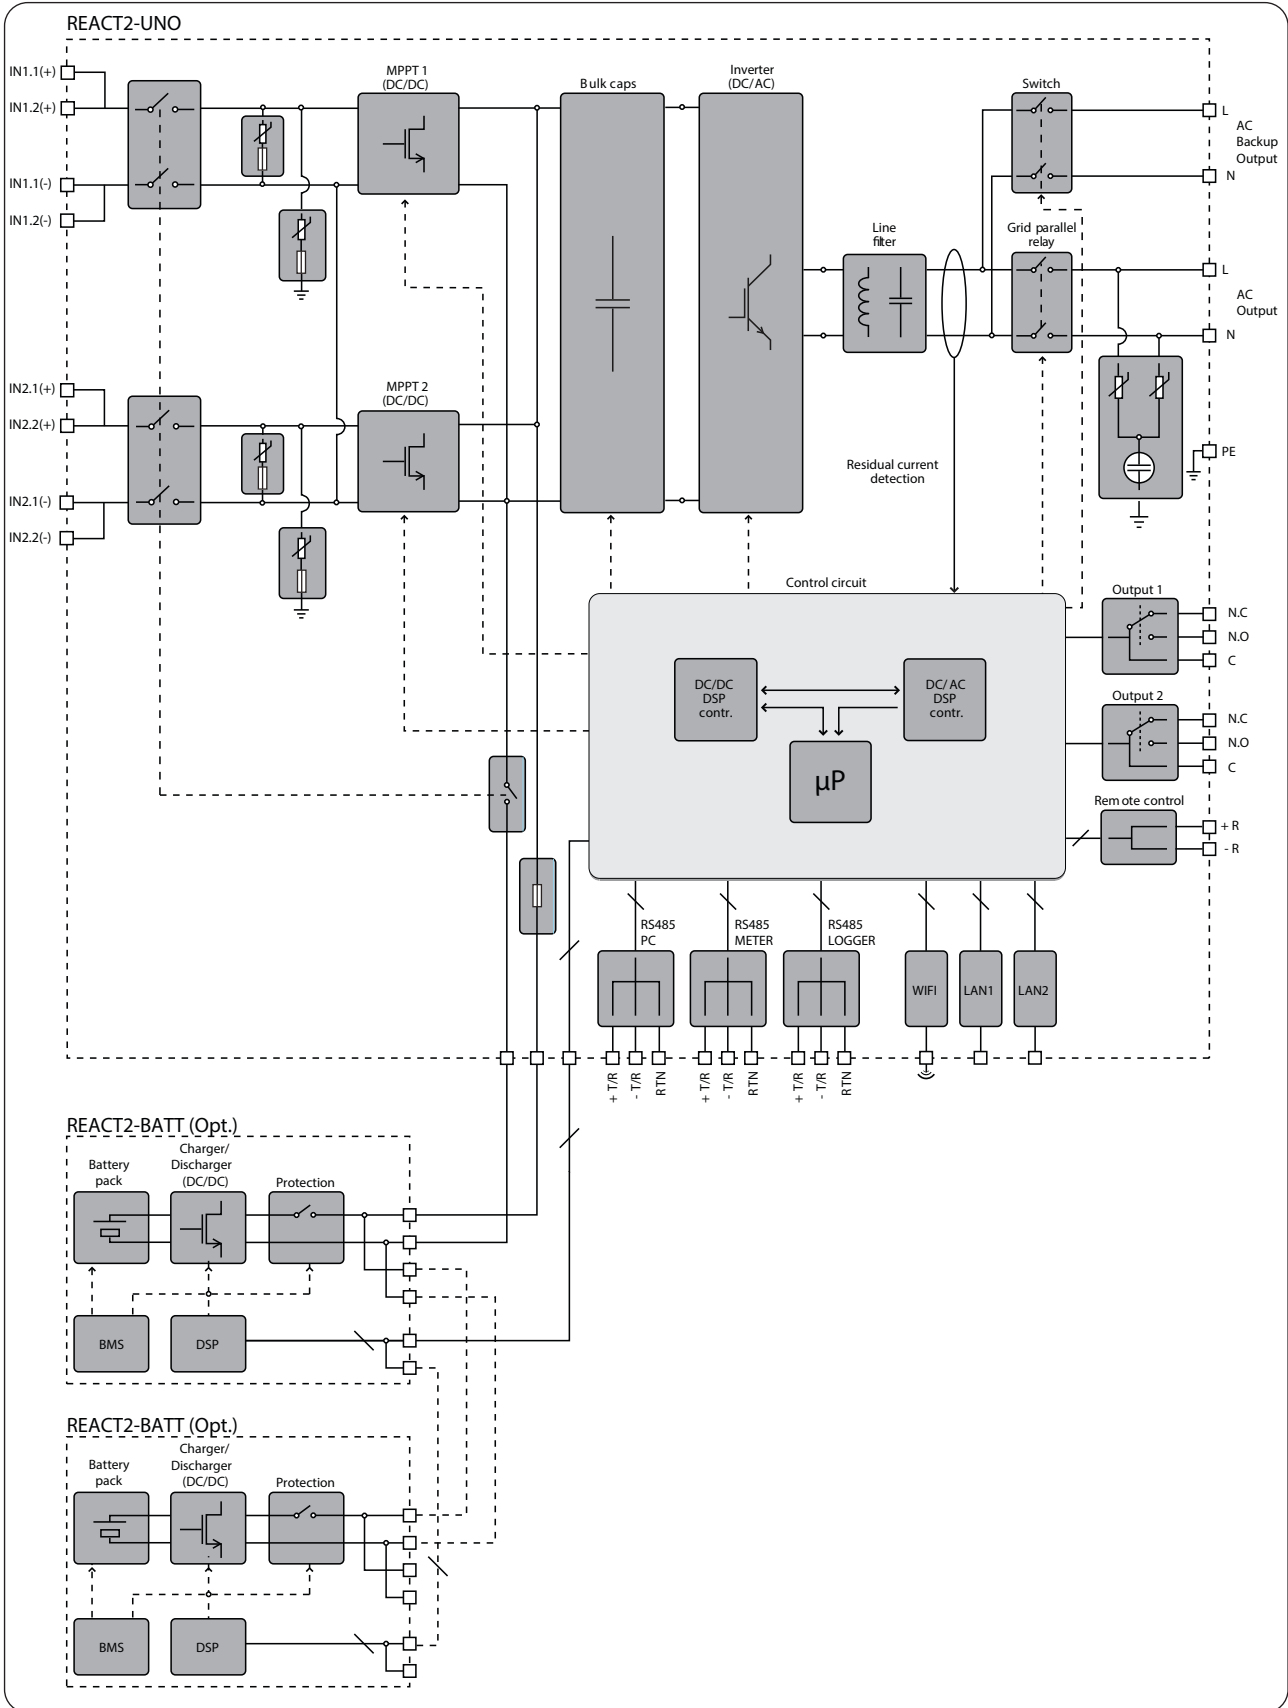 REACT2-UNO
IN1.1(+)
IN1.2(+)
IN1.1(-)
IN1.2(-)
MPPT 1
(DC/DC)
Bulk caps
Inverter
(DC/AC)
Switch
L
AC
Backup
Output
N
Line
filter
Grid parallel
relay
L
AC
Output
N
IN2.1(+)
IN2.2(+)
IN2.1(-)
IN2.2(-)
MPPT 2
(DC/DC)
Residual current
detection
PE
Control circuit
DC/DC
DSP
contr.
DC/AC
DSP
contr.
µP
Output 1
N.C
N.O
C
Output 2
N.C
N.O
C
Remote control
+ R
- R
RS485
PC
RS485
METER
RS485
LOGGER
WIFI
LAN1
LAN2
+ T/R
- T/R
RTN
+ T/R
- T/R
RTN
+ T/R
- T/R
RTN
REACT2-BATT (Opt.)
Battery
pack
Charger/
Discharger
(DC/DC)
Protection
BMS
DSP
REACT2-BATT (Opt.)
Battery
pack
Charger/
Discharger
(DC/DC)
Protection
BMS
DSP